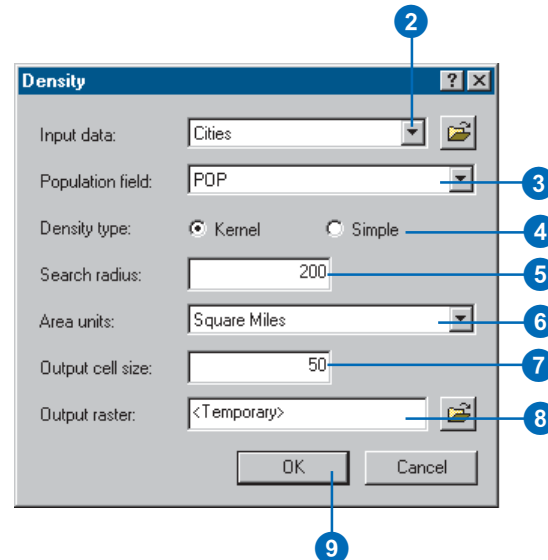 2
Density
Input data: Cities
Population field: POP 3
Density type: Kernel Simple 4
Search radius: 200 5
Area units: Square Miles 6
Output cell size: 50 7
Output raster: <Temporary> 8
OK Cancel
9